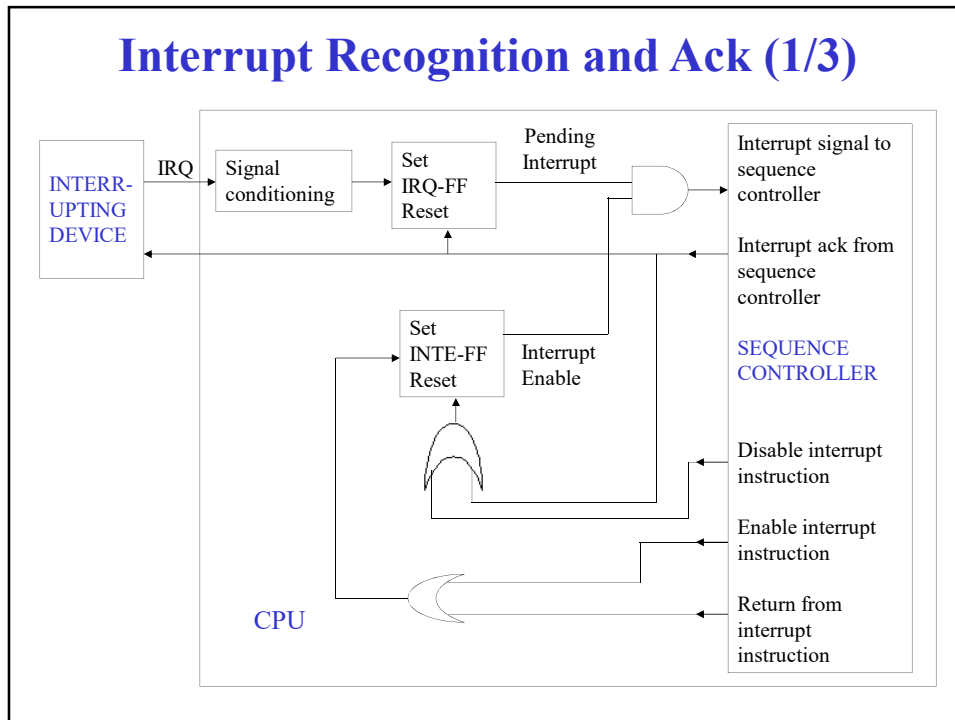 Interrupt Recognition and Ack (1/3)
INTERR-
UPTING
DEVICE
IRQ
Signal
conditioning
Set
IRQ-FF
Reset
Pending
Interrupt
Interrupt signal to
sequence
controller
Interrupt ack from
sequence
controller
Set
INTE-FF
Reset
Interrupt
Enable
SEQUENCE
CONTROLLER
Disable interrupt
instruction
Enable interrupt
instruction
Return from
interrupt
instruction
CPU